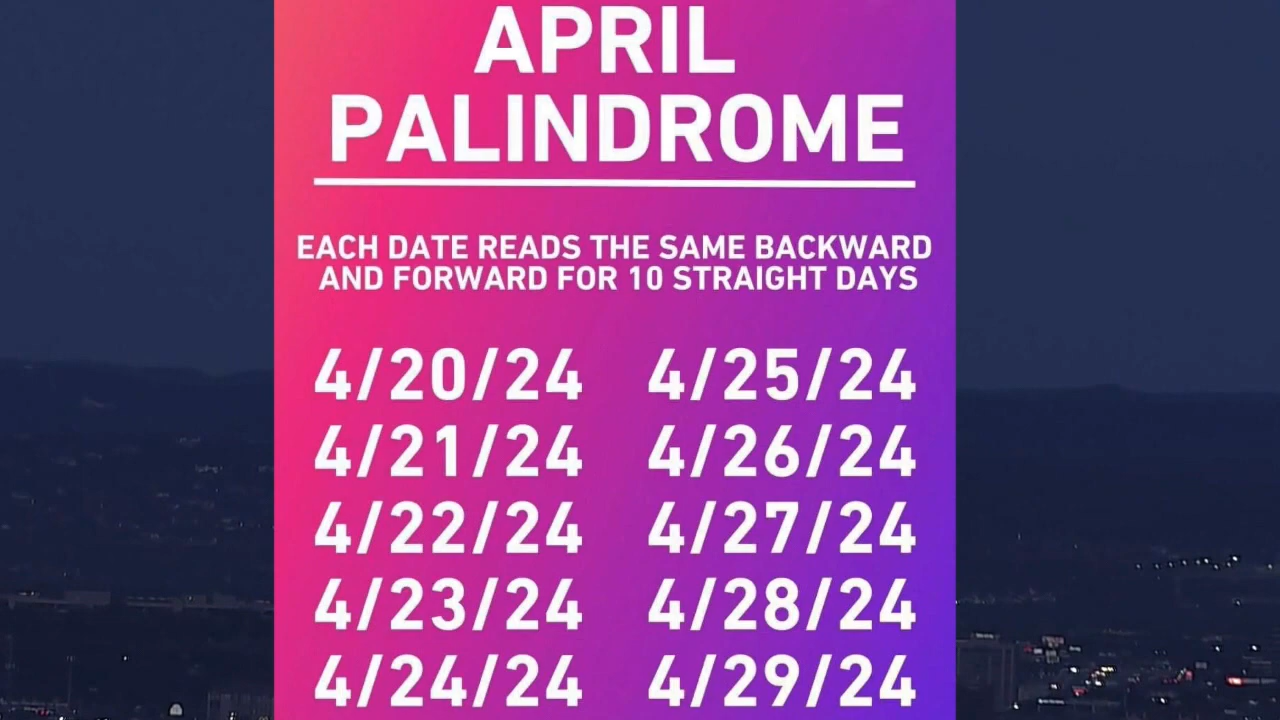 APRIL
PALINDROME
EACH DATE READS THE SAME BACKWARD
AND FORWARD FOR 10 STRAIGHT DAYS
4/20/24
4/21/24
4/22/24
4/23/24
4/24/24
4/25/24
4/26/24
4/27/24
4/28/24
4/29/24